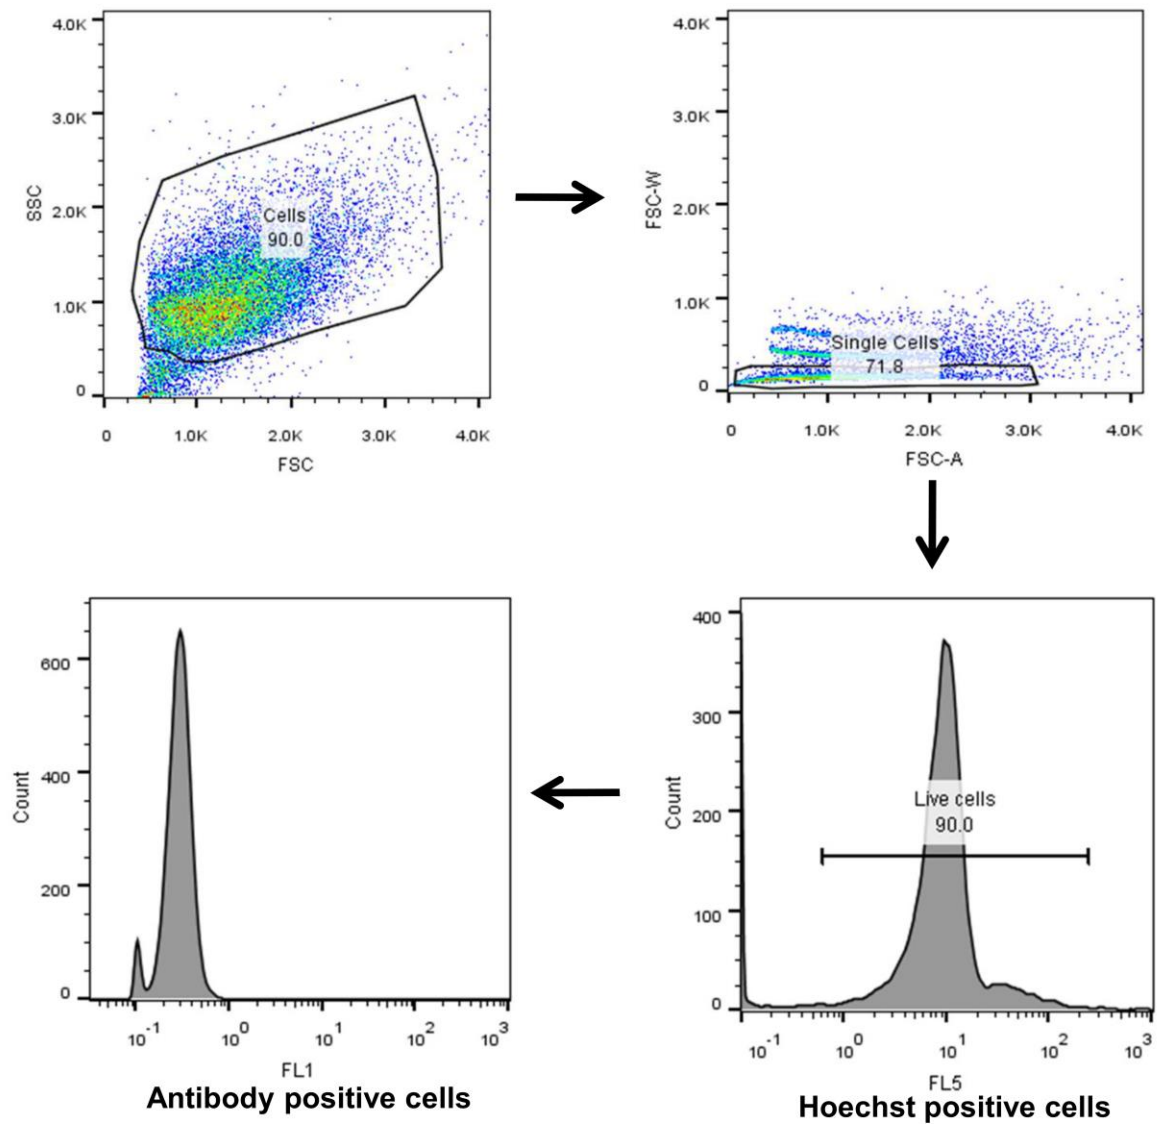 4.0K
3.0K
2.0K
1.0K
0
SSC
Cells
90.0
0 1.0K 2.0K 3.0K 4.0K
FSC
4.0K
3.0K
2.0K
1.0K
0
FSC-W
Single Cells
71.8
0 1.0K 2.0K 3.0K 4.0K
FSC-A
600
400
200
0
Count
10-1 100 101 102 103
FL1
Antibody positive cells
400
300
200
100
0
Count
Live cells
90.0
10-1 100 101 102 103
FL5
Hoechst positive cells